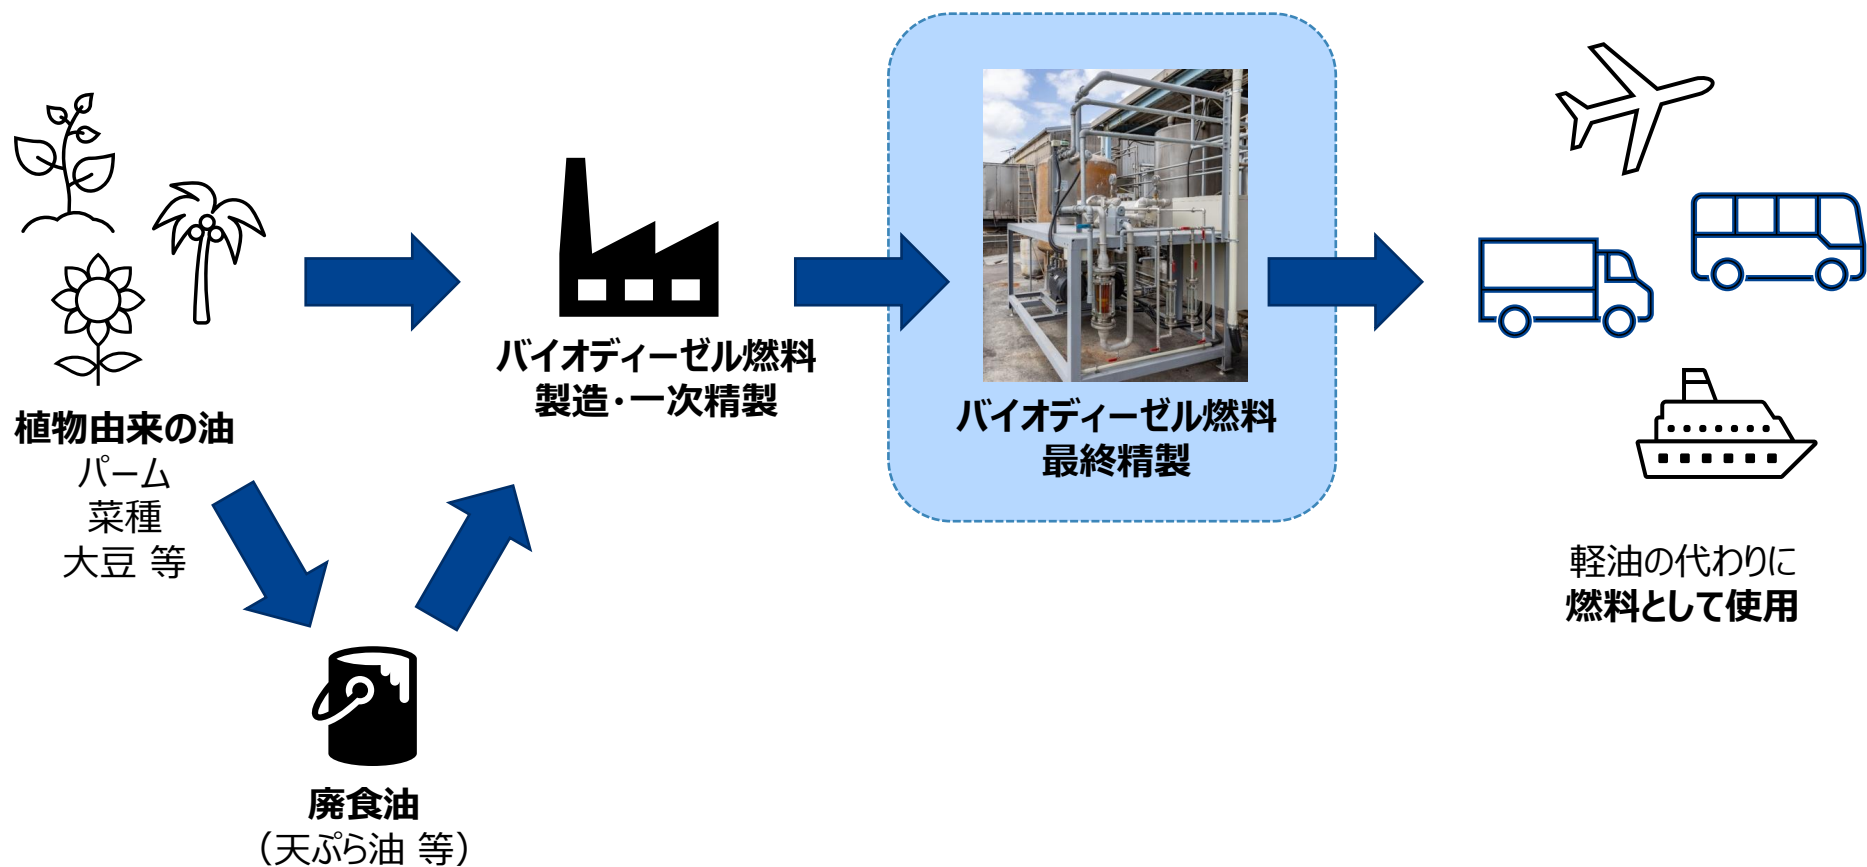 植物由来の油
パーム
菜種
大豆 等
廃食油
（天ぷら油 等）
バイオディーゼル燃料
製造・一次精製
バイオディーゼル燃料
最終精製
軽油の代わりに
燃料として使用